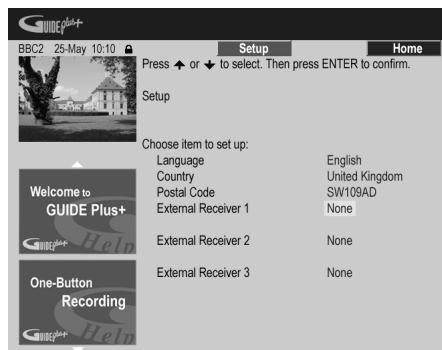 GUIDE Plus+
BBC2 25-May 10:10 Setup Home
Press or to select. Then press ENTER to confirm.
Setup
Choose item to set up:
Language English
Country United Kingdom
Postal Code SW109AD
External Receiver 1 None
External Receiver 2 None
External Receiver 3 None
Welcome to
GUIDE Plus+
GUIDE Plus+ Help
One-Button
Recording
GUIDE Plus+ Help